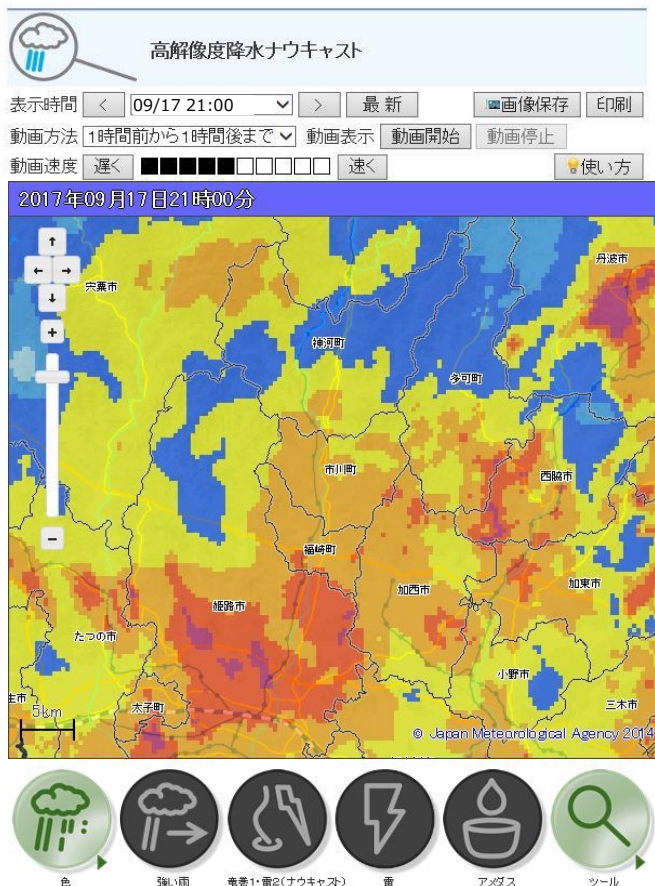 高解像度降水ナウキャスト
表示時間 < 09/17 21:00 > 最 新 画像保存 印刷
動画方法 1時間前から1時間後まで 動画表示 動画開始 動画停止
動画速度 遅く 速く 使い方
2017年09月17日21時00分
丹波市
宍粟市
神河町
多可町
市川町
西脇市
福崎町
加西市
加東市
姫路市
たつの市
小野市
生市
太子町
三木市
5km
© Japan Meteorological Agency 2014
色 強い雨 竜巻1・雷2(ナウキャスト) 雷 アメダス ツール